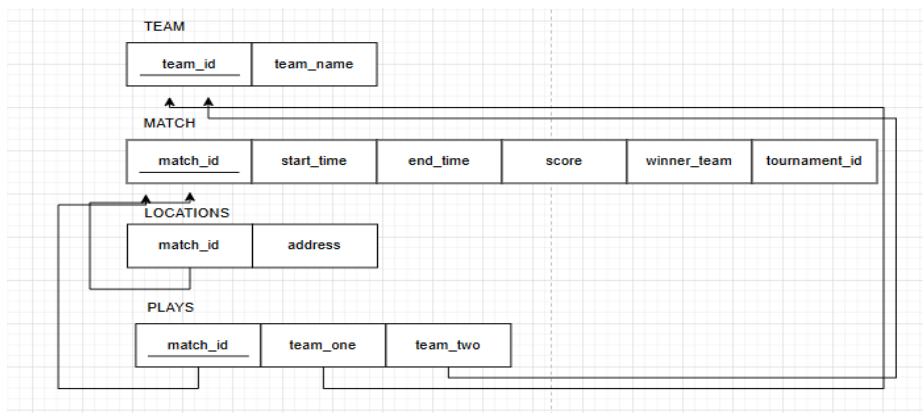 TEAM
team_id team_name
MATCH
match_id start_time end_time score winner_team tournament_id
LOCATIONS
match_id address
PLAYS
match_id team_one team_two